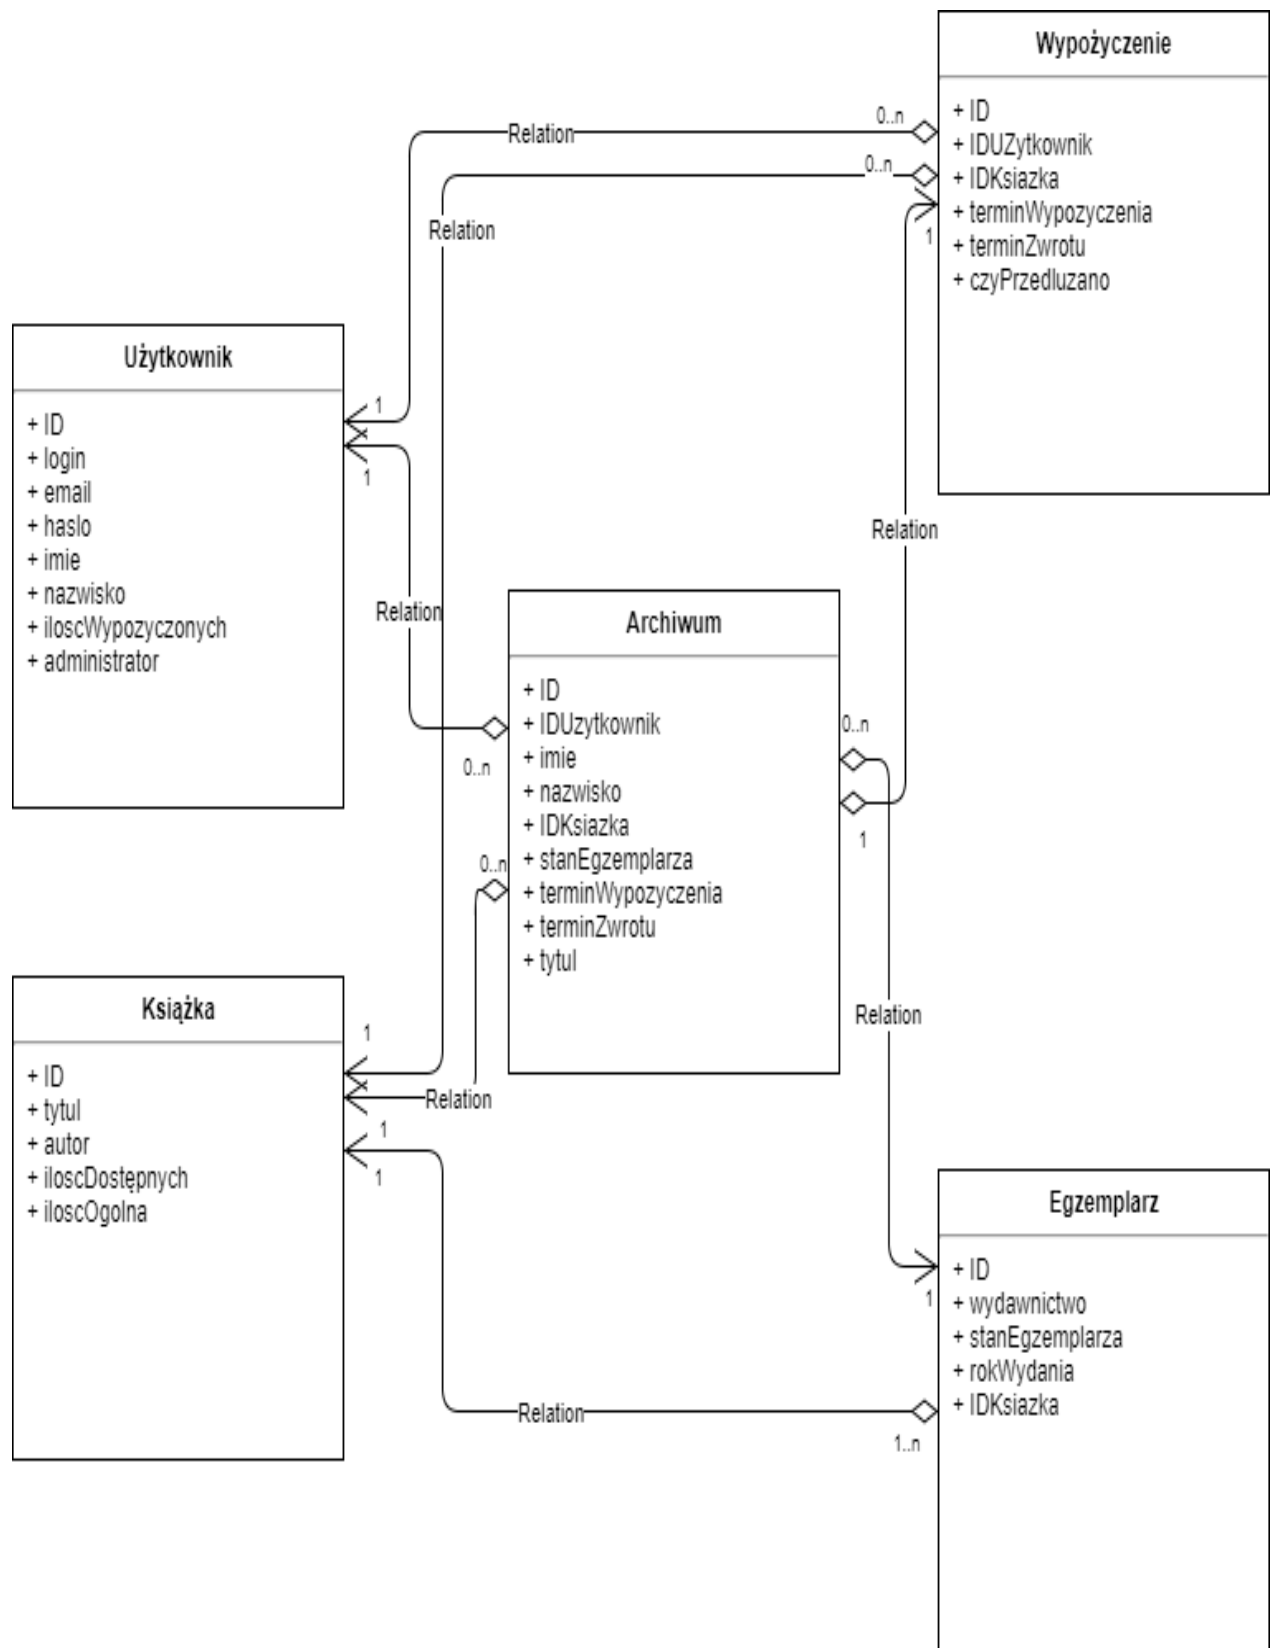 Wypożyczenie
+ ID
+ IDUZytkownik
+ IDKsiazka
+ terminWypozyczenia
+ terminZwrotu
+ czyPrzedluzano
0..n
Relation
0..n
Relation
1
Użytkownik
+ ID
+ login
+ email
+ haslo
+ imie
+ nazwisko
+ iloscWypozyczonych
+ administrator
1
1
Relation
Relation
Archiwum
+ ID
+ IDUzytkownik
+ imie
+ nazwisko
+ IDKsiazka
+ stanEgzemplarza
+ terminWypozyczenia
+ terminZwrotu
+ tytul
0..n
0..n
0..n
1
Relation
Książka
+ ID
+ tytul
+ autor
+ iloscDostępnych
+ iloscOgolna
1
Relation
1
1
Egzemplarz
+ ID
+ wydawnictwo
+ stanEgzemplarza
+ rokWydania
+ IDKsiazka
1
Relation
1..n